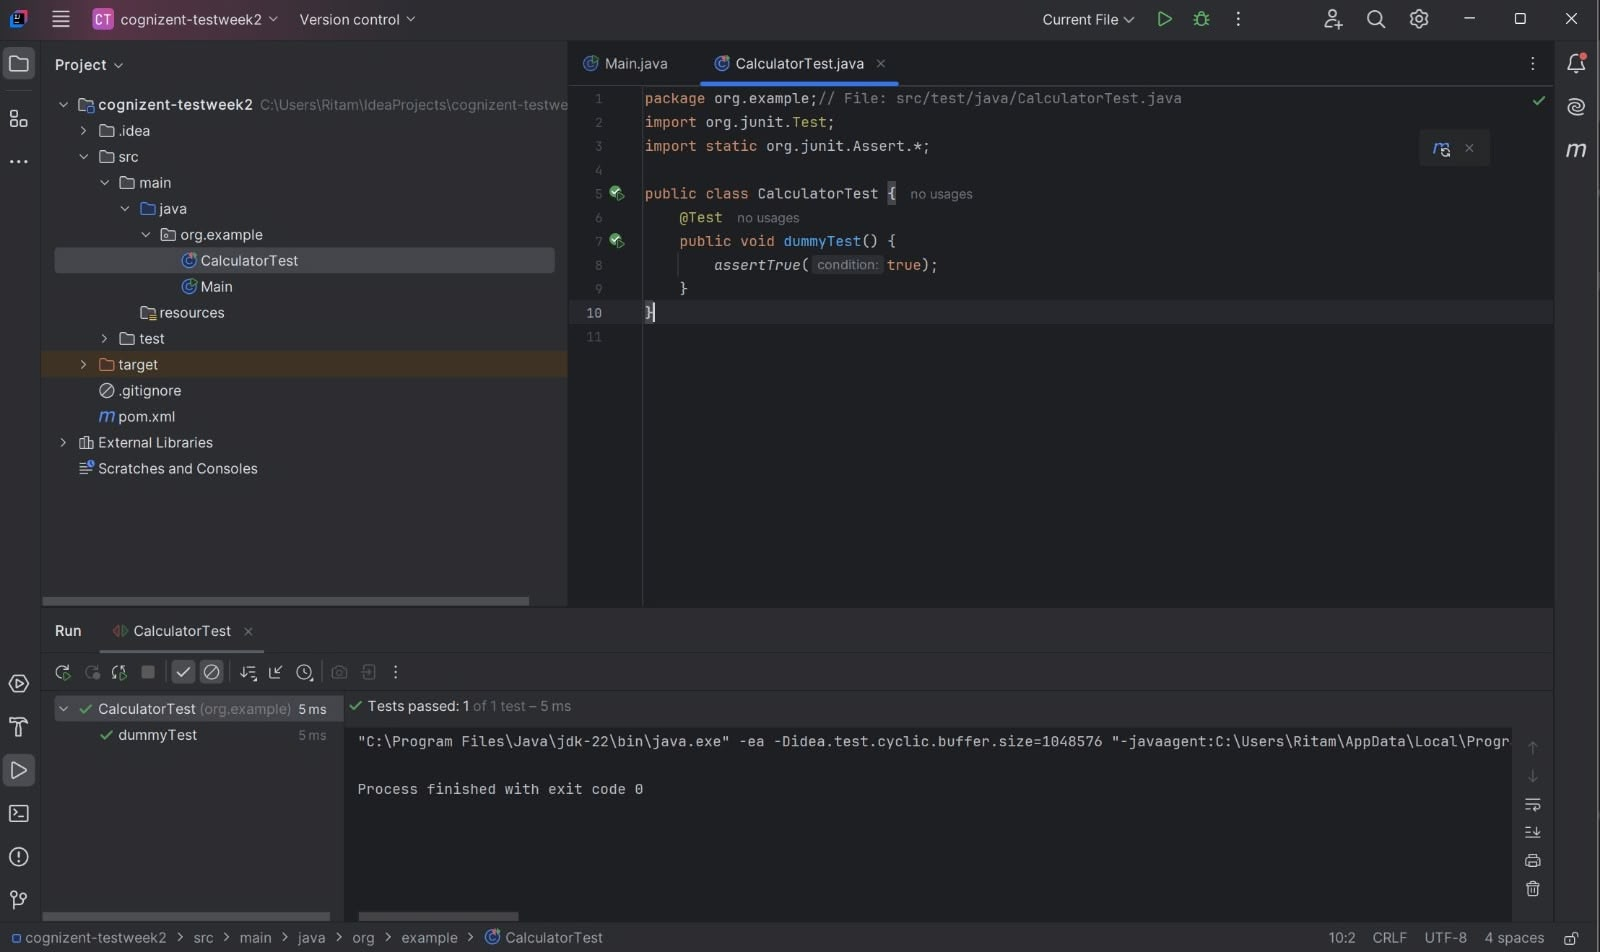 CT cognizent-testweek2 Version control Current File
Project
Main.java CalculatorTest.java
cognizent-testweek2 C:\Users\Ritam\IdeaProjects\cognizent-testwe
.idea
src
main
java
org.example
CalculatorTest
Main
resources
test
target
.gitignore
m pom.xml
External Libraries
Scratches and Consoles
1 package org.example;// File: src/test/java/CalculatorTest.java
2 import org.junit.Test;
3 import static org.junit.Assert.*;
4
5 public class CalculatorTest { no usages
6 @Test no usages
7 public void dummyTest() {
8 assertTrue( condition: true);
9 }
10 }
11
m
m
Run CalculatorTest
CalculatorTest (org.example) 5 ms
dummyTest 5 ms
Tests passed: 1 of 1 test – 5 ms
"C:\Program Files\Java\jdk-22\bin\java.exe" -ea -Didea.test.cyclic.buffer.size=1048576 "-javaagent:C:\Users\Ritam\AppData\Local\Progr
Process finished with exit code 0
cognizent-testweek2 > src > main > java > org > example > CalculatorTest 10:2 CRLF UTF-8 4 spaces